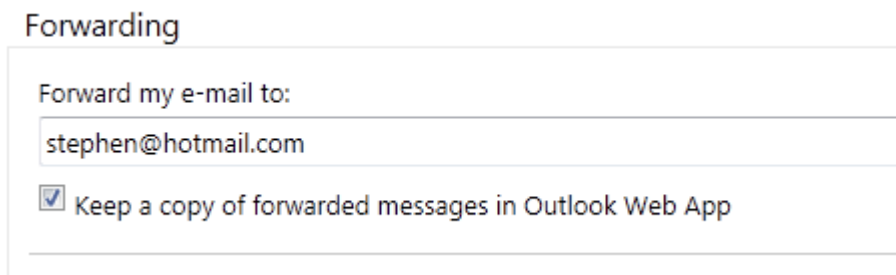 Forwarding
Forward my e-mail to:
stephen@hotmail.com
Keep a copy of forwarded messages in Outlook Web App